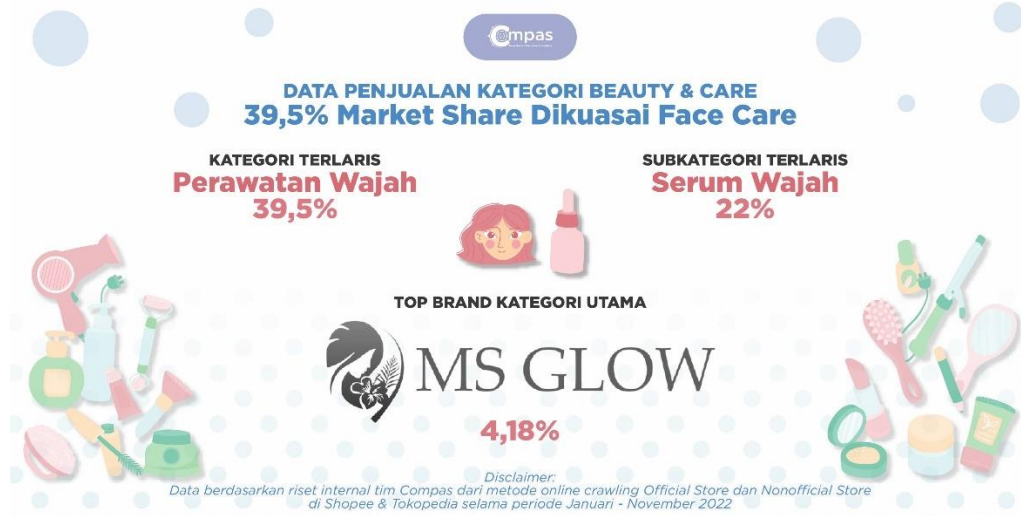 Compas
DATA PENJUALAN KATEGORI BEAUTY & CARE
39,5% Market Share Dikuasai Face Care
KATEGORI TERLARIS
Perawatan Wajah
39,5%
SUBKATEGORI TERLARIS
Serum Wajah
22%
TOP BRAND KATEGORI UTAMA
MS GLOW
4,18%
Disclaimer:
Data berdasarkan riset internal tim Compas dari metode online crawling Official Store dan Nonofficial Store
di Shopee & Tokopedia selama periode Januari - November 2022